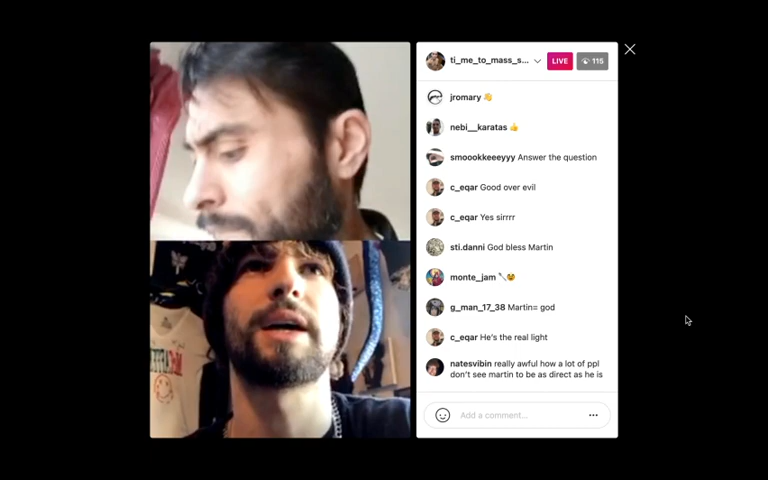 ti_me_to_mass_s...
LIVE
115
jromary 👏
nebi__karatas 👍
smoookkeeeyyy Answer the question
c_eqar Good over evil
c_eqar Yes sirrr
sti.danni God bless Martin
monte_jam
g_man_17_38 Martin= god
c_eqar He's the real light
natesvibin really awful how a lot of ppl
don't see martin to be as direct as he is
Add a comment...